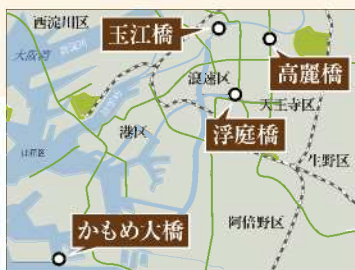 西淀川区
玉江橋
大阪湾
高麗橋
浪速区
天王寺区
浮庭橋
港区
生野区
阿倍野区
かもめ大橋